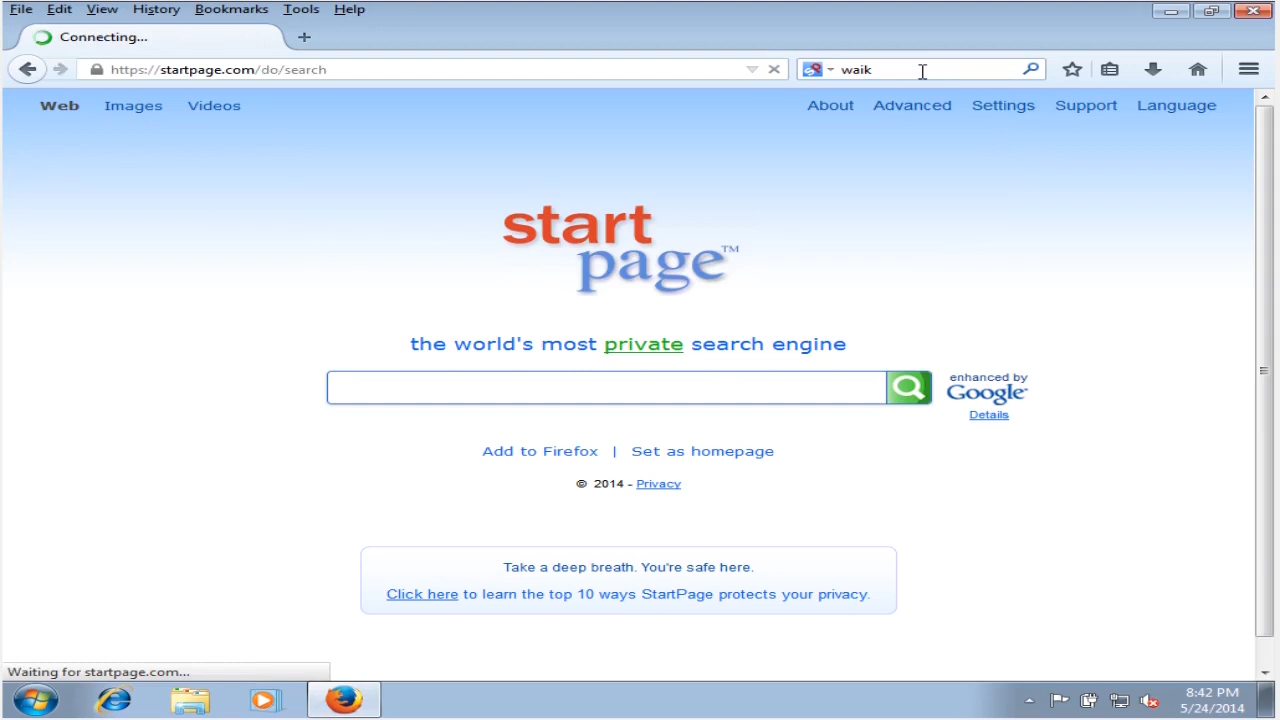 File Edit View History Bookmarks Tools Help
Connecting...
https://startpage.com/do/search
waik
Web Images Videos
About Advanced Settings Support Language
start
page™
the world's most private search engine
enhanced by
Google
Details
Add to Firefox | Set as homepage
© 2014 - Privacy
Take a deep breath. You're safe here.
Click here to learn the top 10 ways StartPage protects your privacy.
Waiting for startpage.com...
8:42 PM
5/24/2014